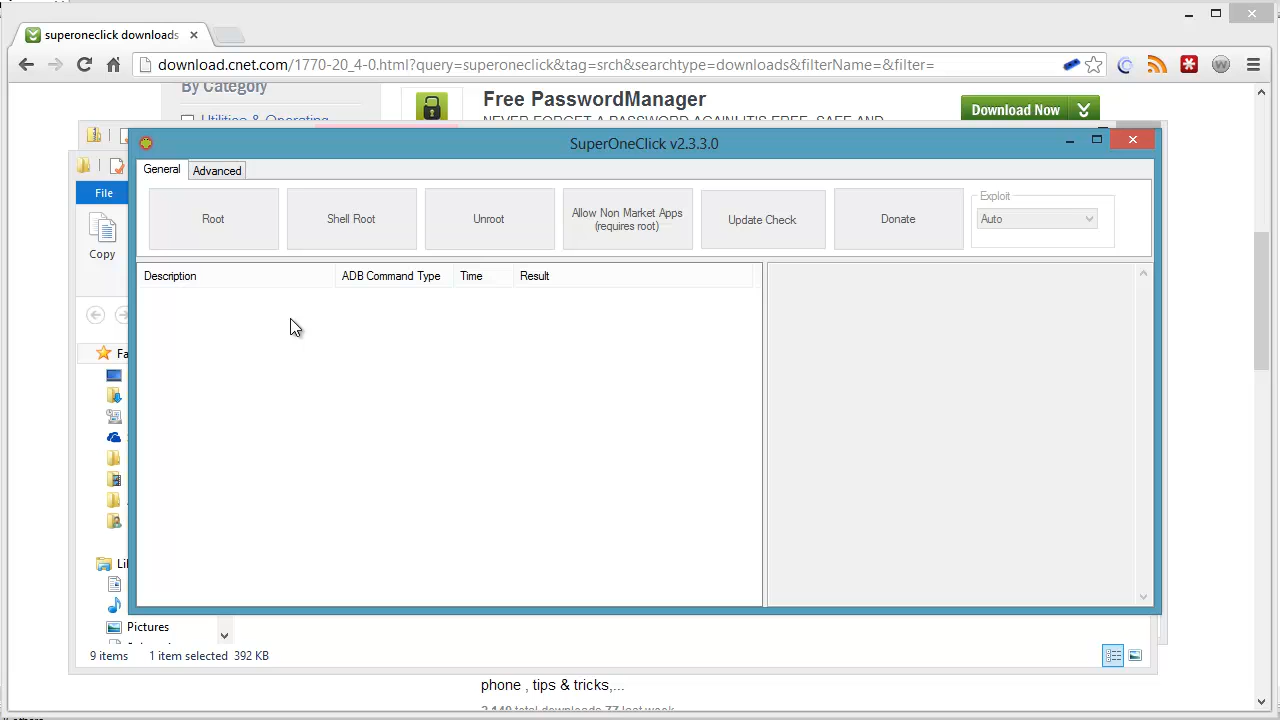 superoneclick downloads
download.cnet.com/1770-20_4-0.html?query=superoneclick&tag=srch&searchtype=downloads&filterName=&filter=
By Category
Free PasswordManager
Download Now
SuperOneClick v2.3.3.0
General
Advanced
File
Root
Shell Root
Unroot
Allow Non Market Apps
(requires root)
Update Check
Donate
Exploit
Auto
Copy
Description
ADB Command Type
Time
Result
Fa
Li
Pictures
9 items
1 item selected 392 KB
phone , tips & tricks,...